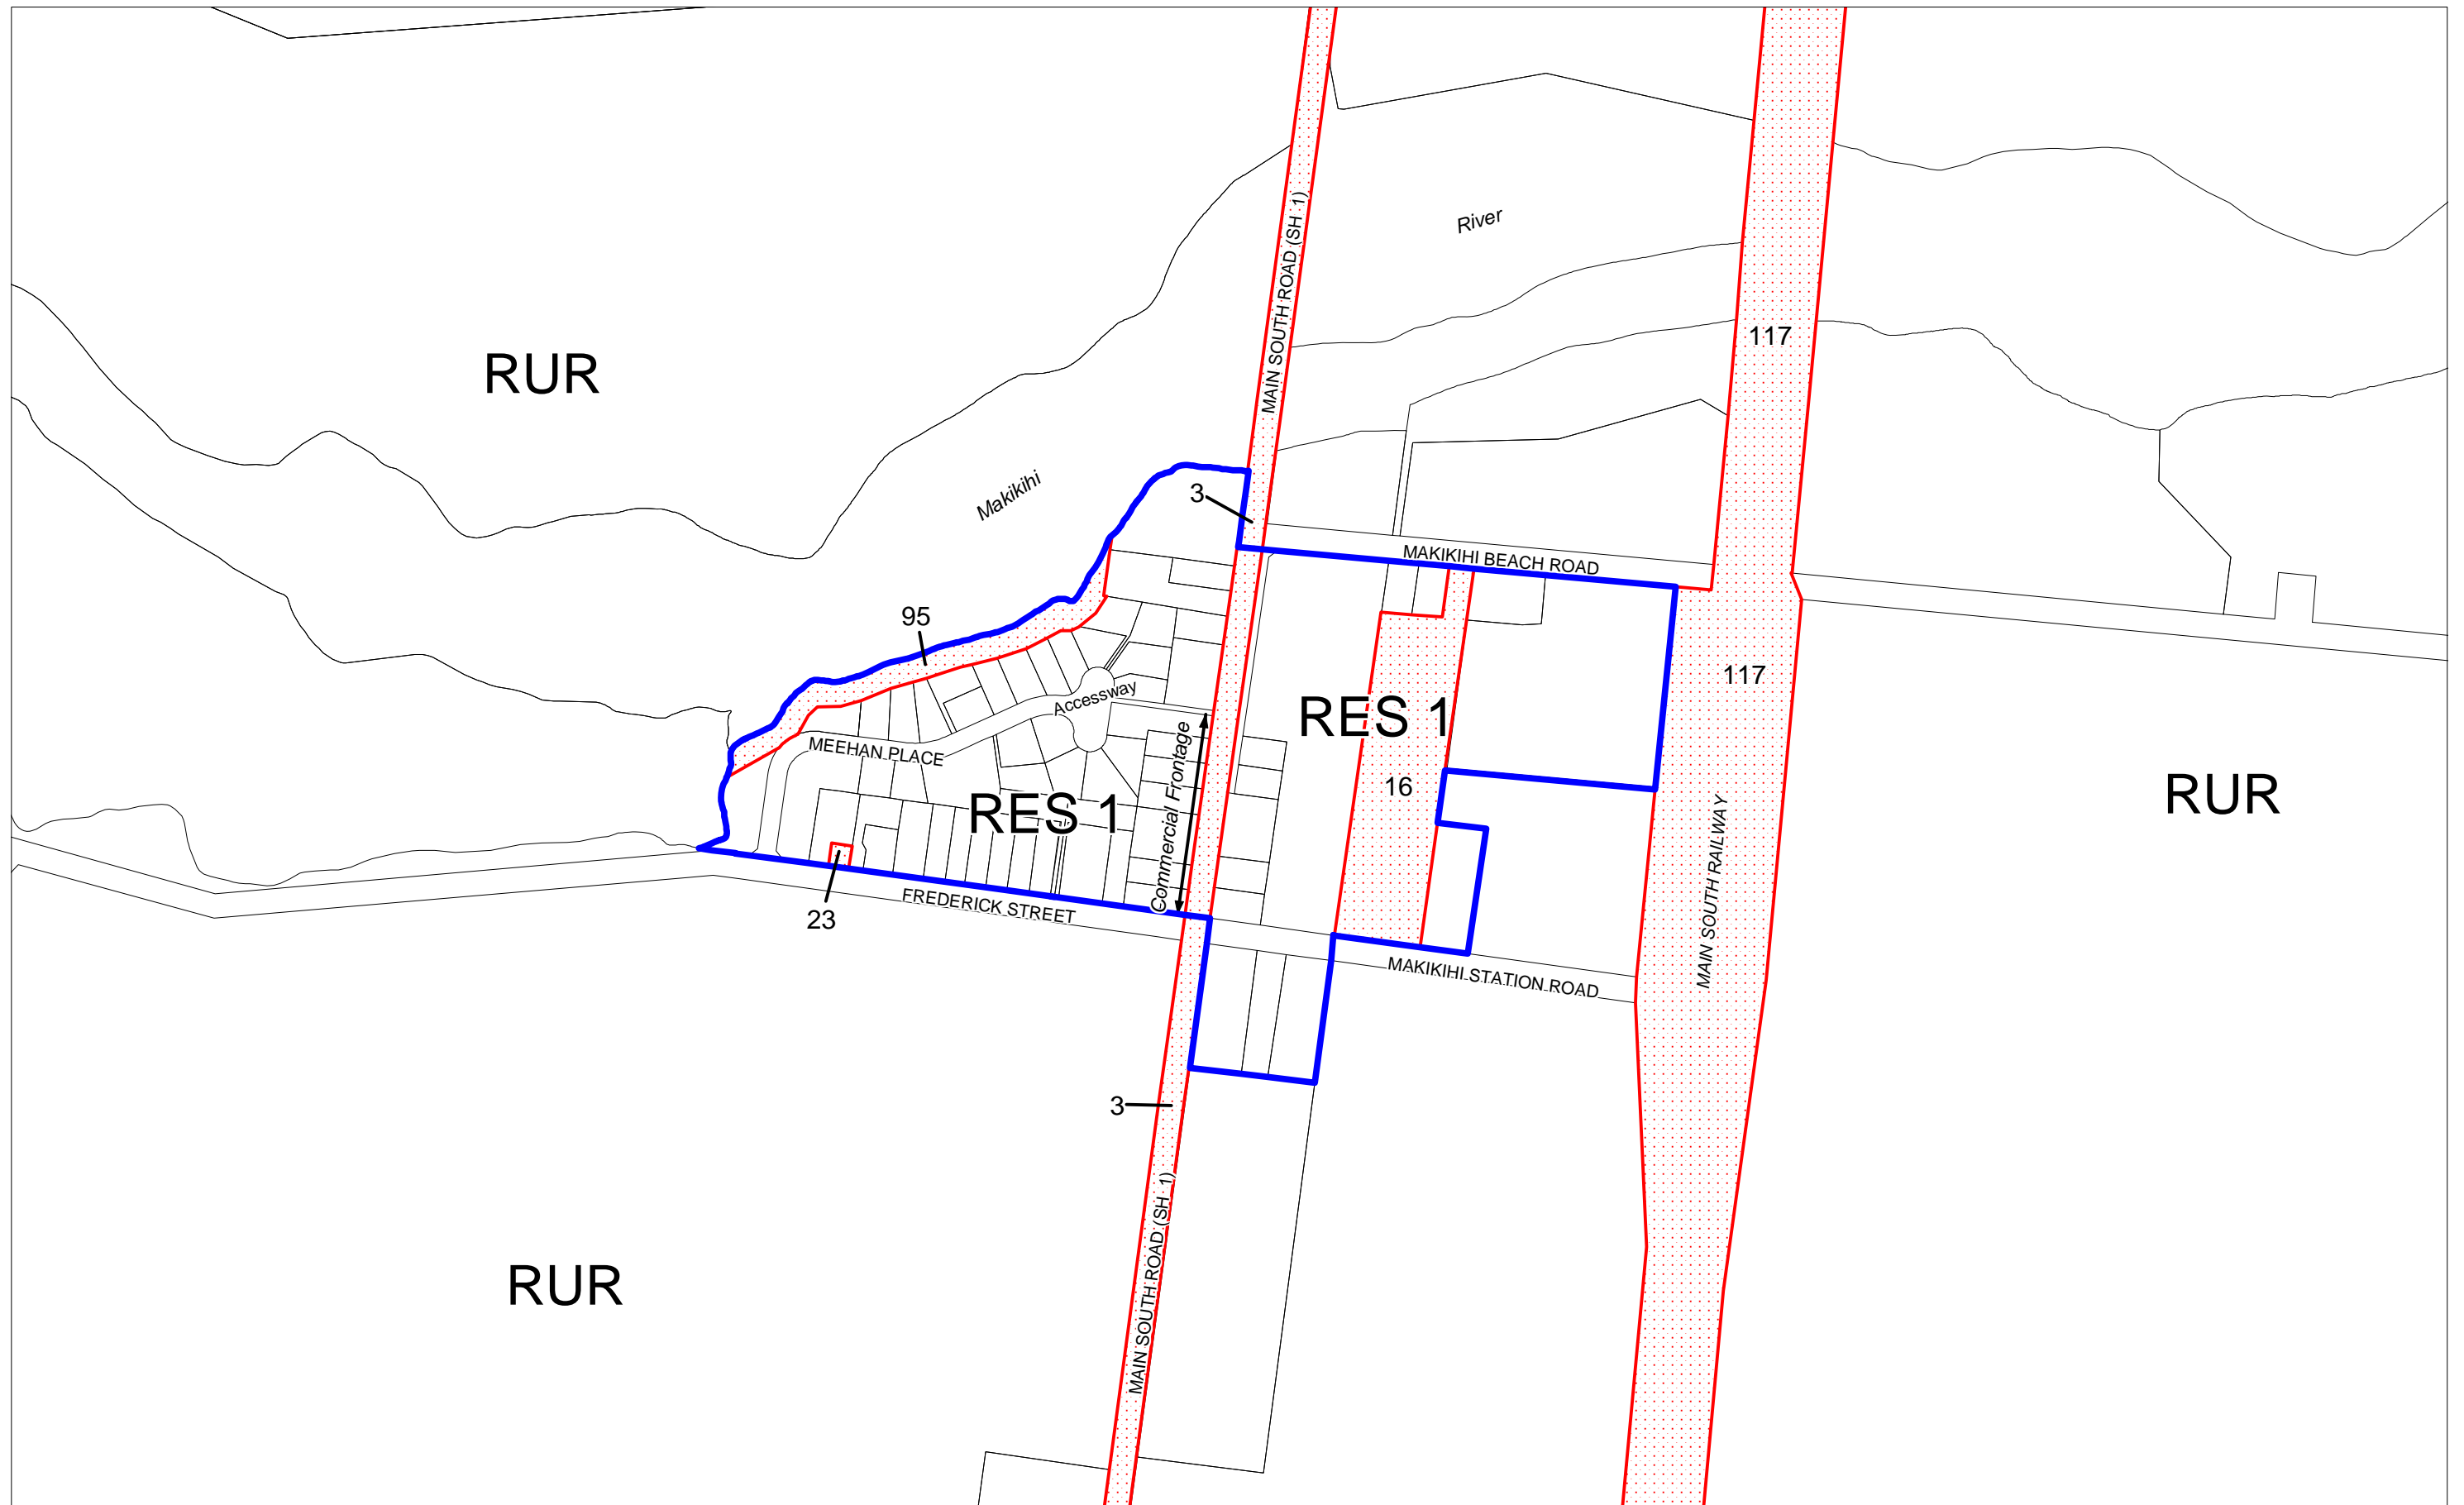 River
MAIN SOUTH ROAD (SH 1)
117
RUR
Makikihi
3
MAKIKIHI BEACH ROAD
95
117
Accessway
RES 1
MEEHAN PLACE
Commercial Frontage
16
RES 1
RUR
MAIN SOUTH RAILWAY
23
FREDERICK STREET
MAKIKIHI STATION ROAD
3
MAIN SOUTH ROAD (SH 1)
RUR